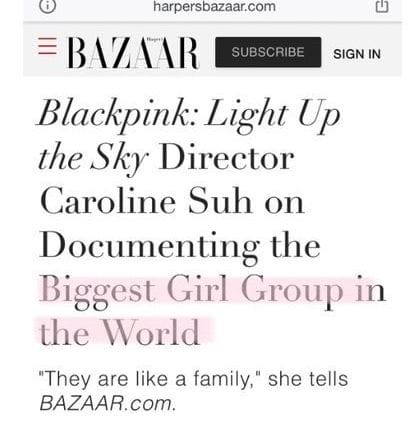 harpersbazaar.com
Harper's
BAZAAR
SUBSCRIBE
SIGN IN
Blackpink: Light Up
the Sky Director
Caroline Suh on
Documenting the
Biggest Girl Group in
the World
"They are like a family," she tells
BAZAAR.com.